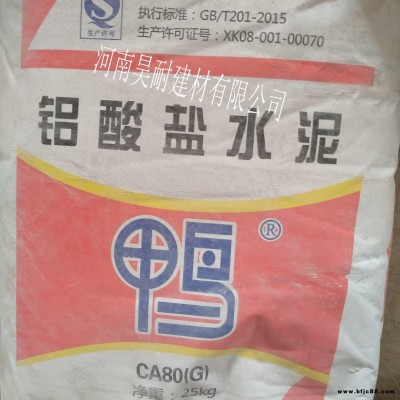 生产许可
执行标准：GB/T201-2015
生产许可证号：XK08-001-00070
河南昊耐建材有限公司
铝酸盐水泥
鸭®
CA80(G)
净重：25kg
www.bfjc88.com